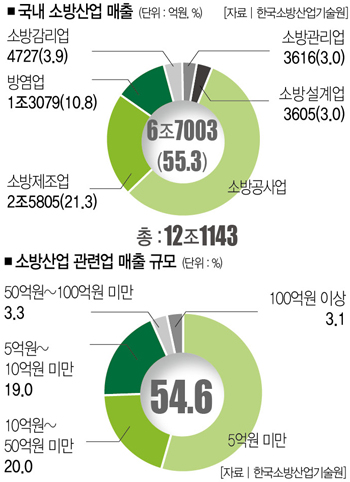 ■ 국내 소방산업 매출 (단위 : 억원, %) [자료 | 한국소방산업기술원]
소방감리업
4727(3.9)
소방관리업
3616(3.0)
방염업
1조3079(10.8)
소방설계업
3605(3.0)
6조7003
(55.3)
소방제조업
2조5805(21.3)
소방공사업
총 : 12조1143
■ 소방산업 관련업 매출 규모 (단위 : %)
50억원~100억원 미만
3.3
100억원 이상
3.1
5억원~
10억원 미만
19.0
54.6
10억원~
50억원 미만
20.0
5억원 미만
[자료 | 한국소방산업기술원]